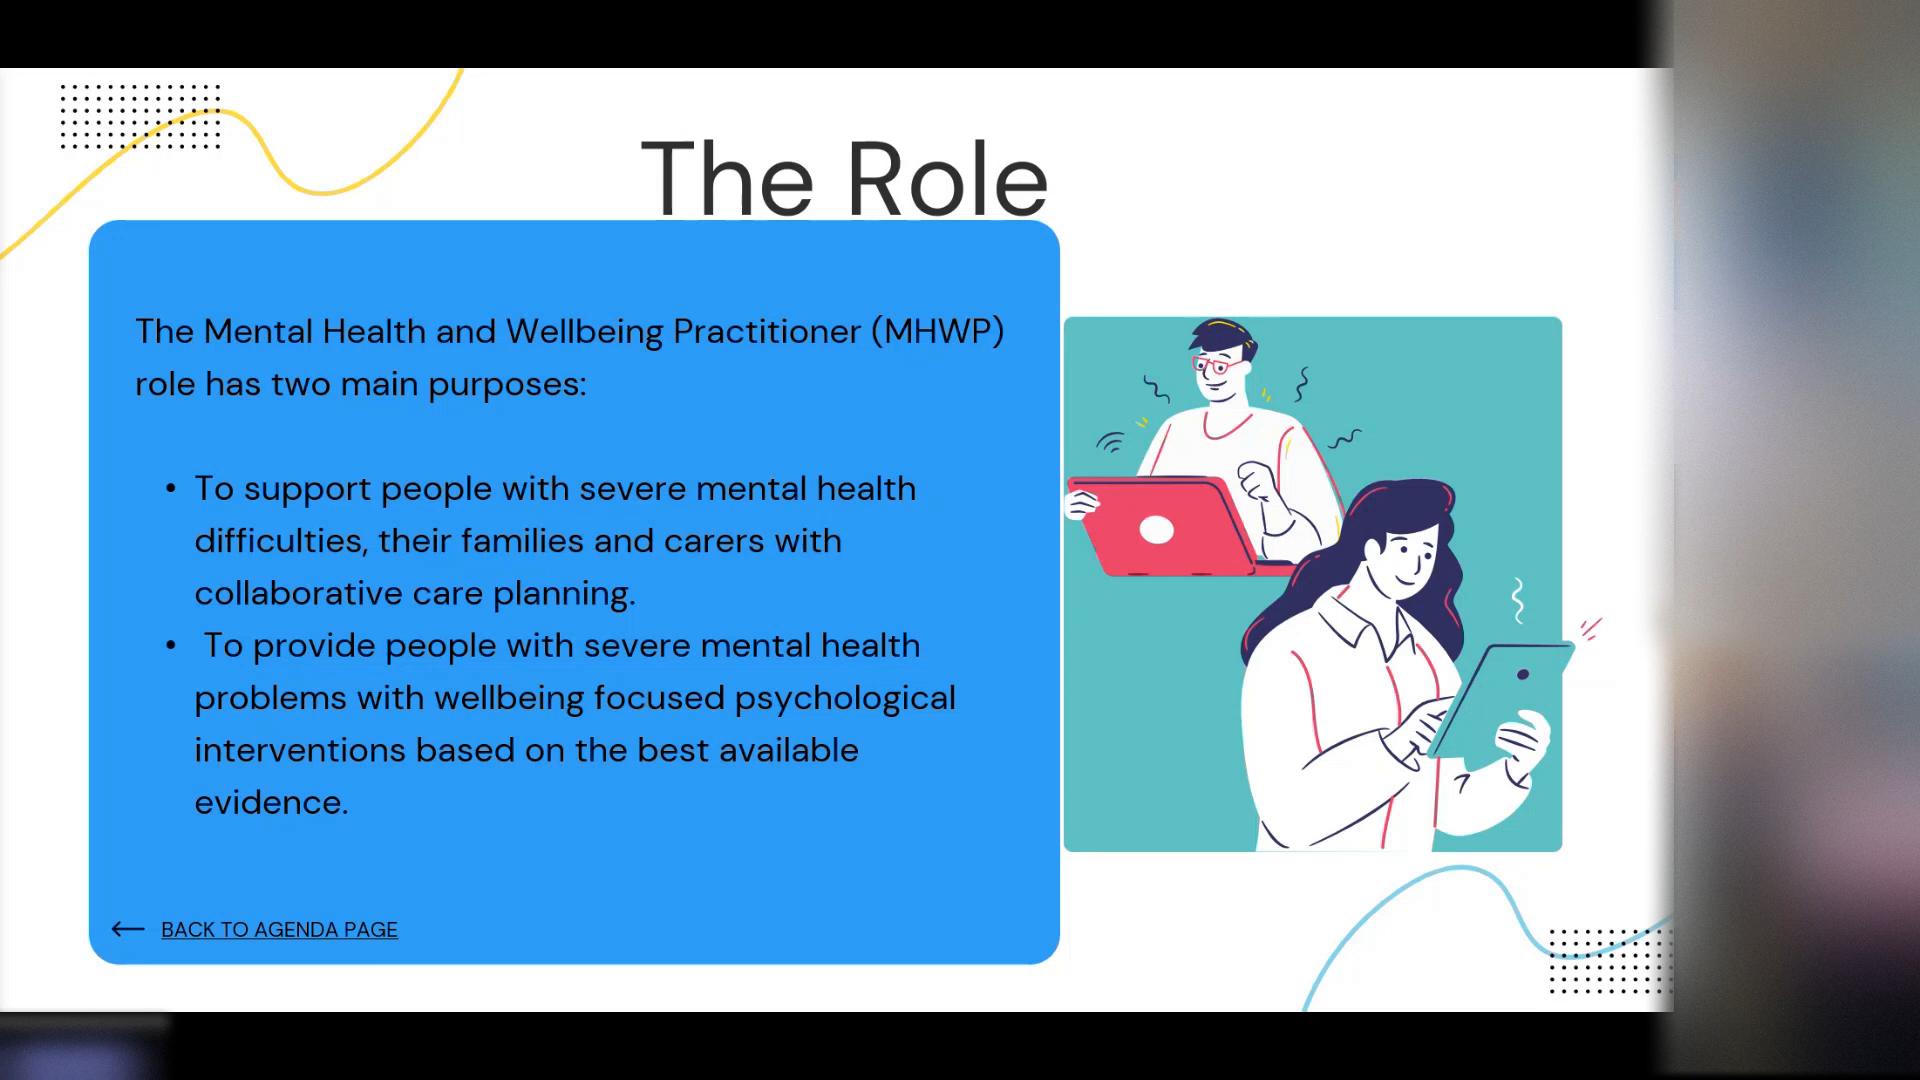 The Role
The Mental Health and Wellbeing Practitioner (MHWP)
role has two main purposes:
• To support people with severe mental health
difficulties, their families and carers with
collaborative care planning.
• To provide people with severe mental health
problems with wellbeing focused psychological
interventions based on the best available
evidence.
BACK TO AGENDA PAGE